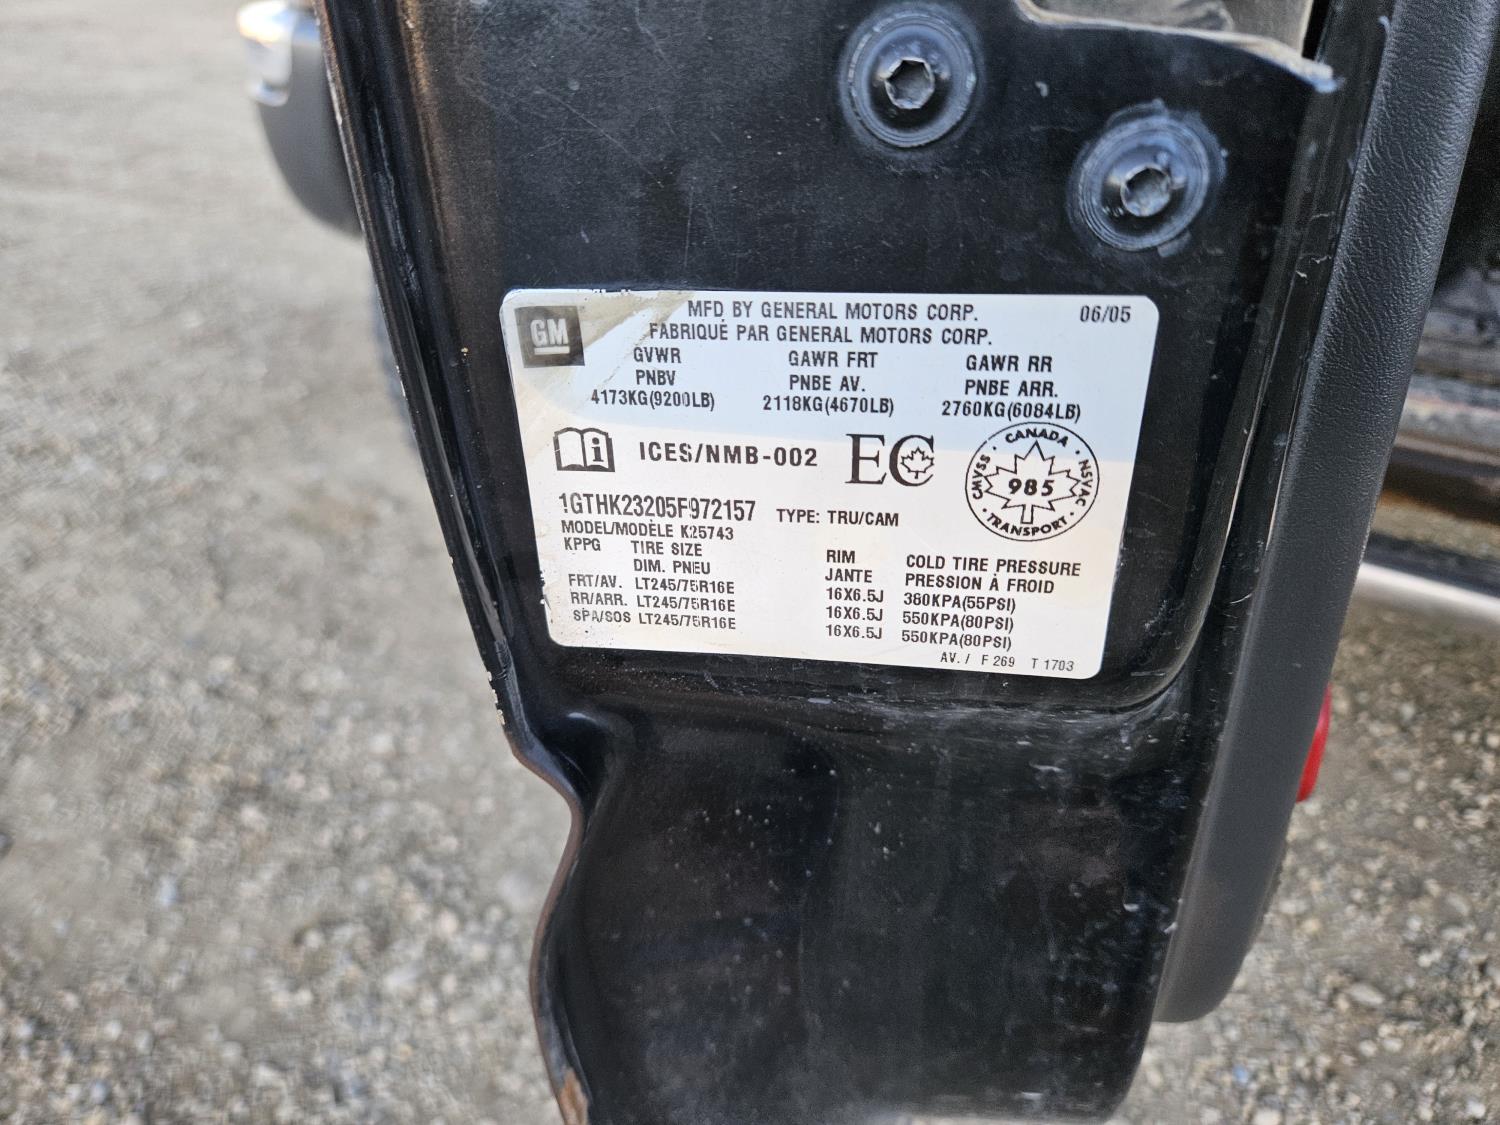 GM
MFD BY GENERAL MOTORS CORP. 06/05
FABRIQUÉ PAR GENERAL MOTORS CORP.
GVWR GAWR FRT GAWR RR
PNBV PNBE AV. PNBE ARR.
4173KG(9200LB) 2118KG(4670LB) 2760KG(6084LB)
i ICES/NMB-002 EC
CANADA
CMVSS 985 NSVAC
TRANSPORT
1GTHK23205F972157 TYPE: TRU/CAM
MODEL/MODÈLE K25743
KPPG TIRE SIZE RIM COLD TIRE PRESSURE
DIM. PNEU JANTE PRESSION À FROID
FRT/AV. LT245/75R16E 16X6.5J 380KPA(55PSI)
RR/ARR. LT245/75R16E 16X6.5J 550KPA(80PSI)
SPA/SOS LT245/75R16E 16X6.5J 550KPA(80PSI)
AV. / F 269 T 1703